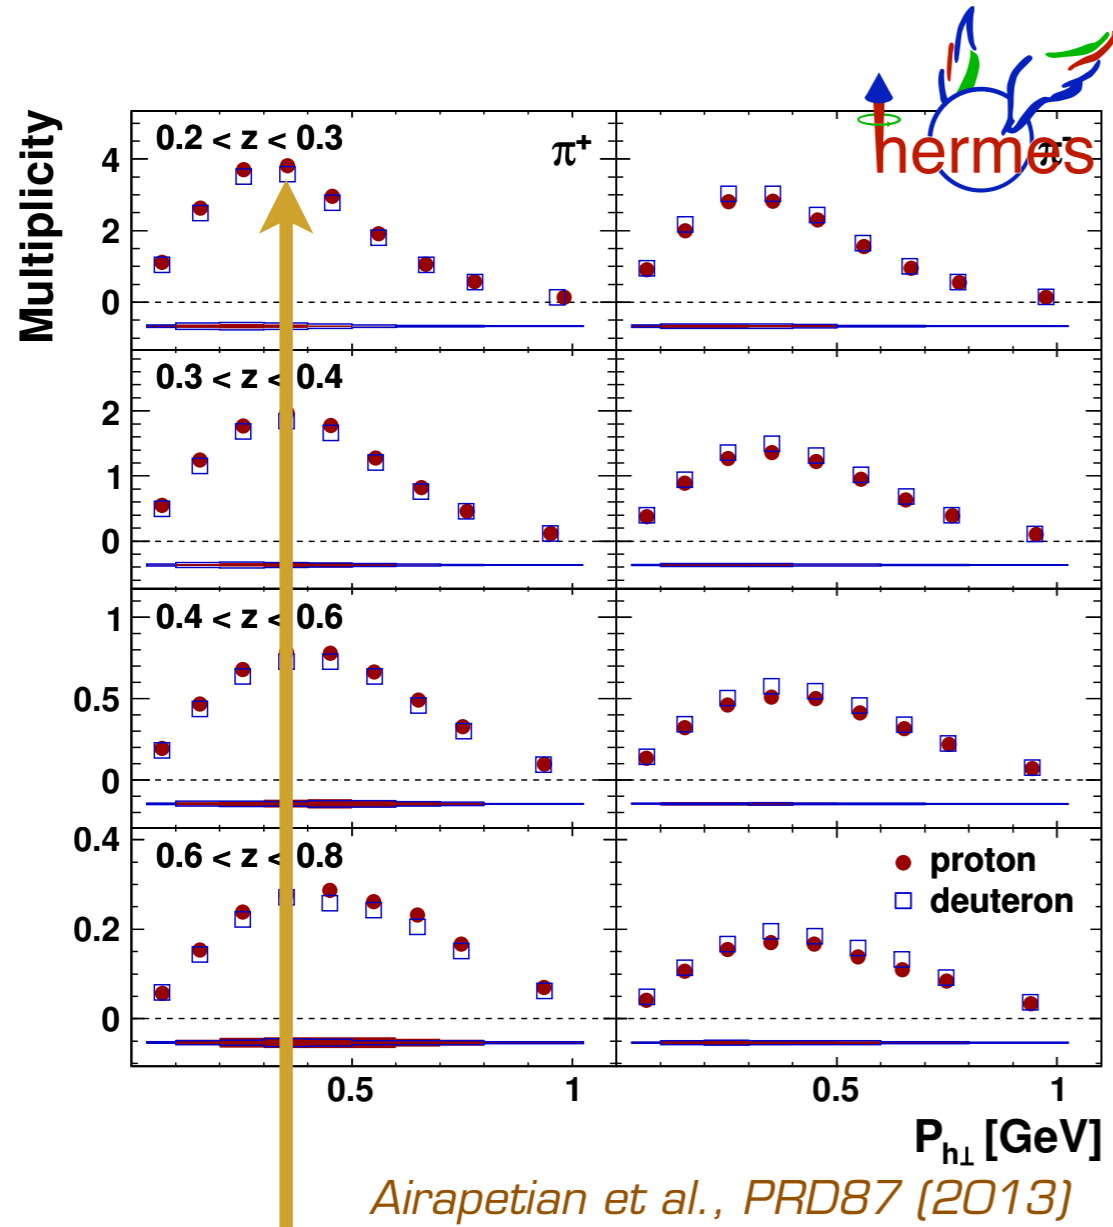 hermes
Multiplicity
0.2 < z < 0.3
π⁺
4
2
0
0.3 < z < 0.4
2
1
0
0.4 < z < 0.6
1
0.5
0
0.6 < z < 0.8
proton
deuteron
0.4
0.2
0
0.5 1 0.5 1
P_{h⊥} [GeV]
Airapetian et al., PRD87 (2013)